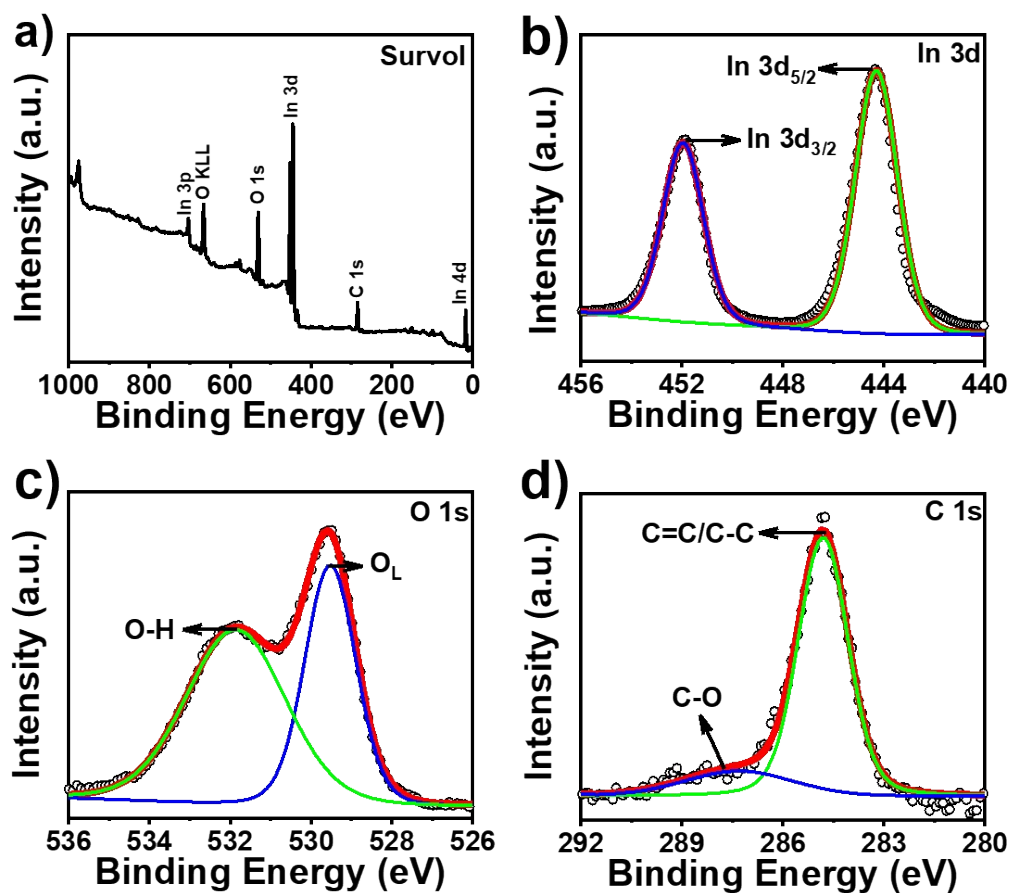 a)
Survol
In 3p
O KLL
O 1s
In 3d
C 1s
In 4d
Intensity (a.u.)
1000 800 600 400 200 0
Binding Energy (eV)
b)
In 3d
In 3d5/2
In 3d3/2
Intensity (a.u.)
456 452 448 444 440
Binding Energy (eV)
c)
O 1s
OL
O-H
Intensity (a.u.)
536 534 532 530 528 526
Binding Energy (eV)
d)
C 1s
C=C/C-C
C-O
Intensity (a.u.)
292 289 286 283 280
Binding Energy (eV)